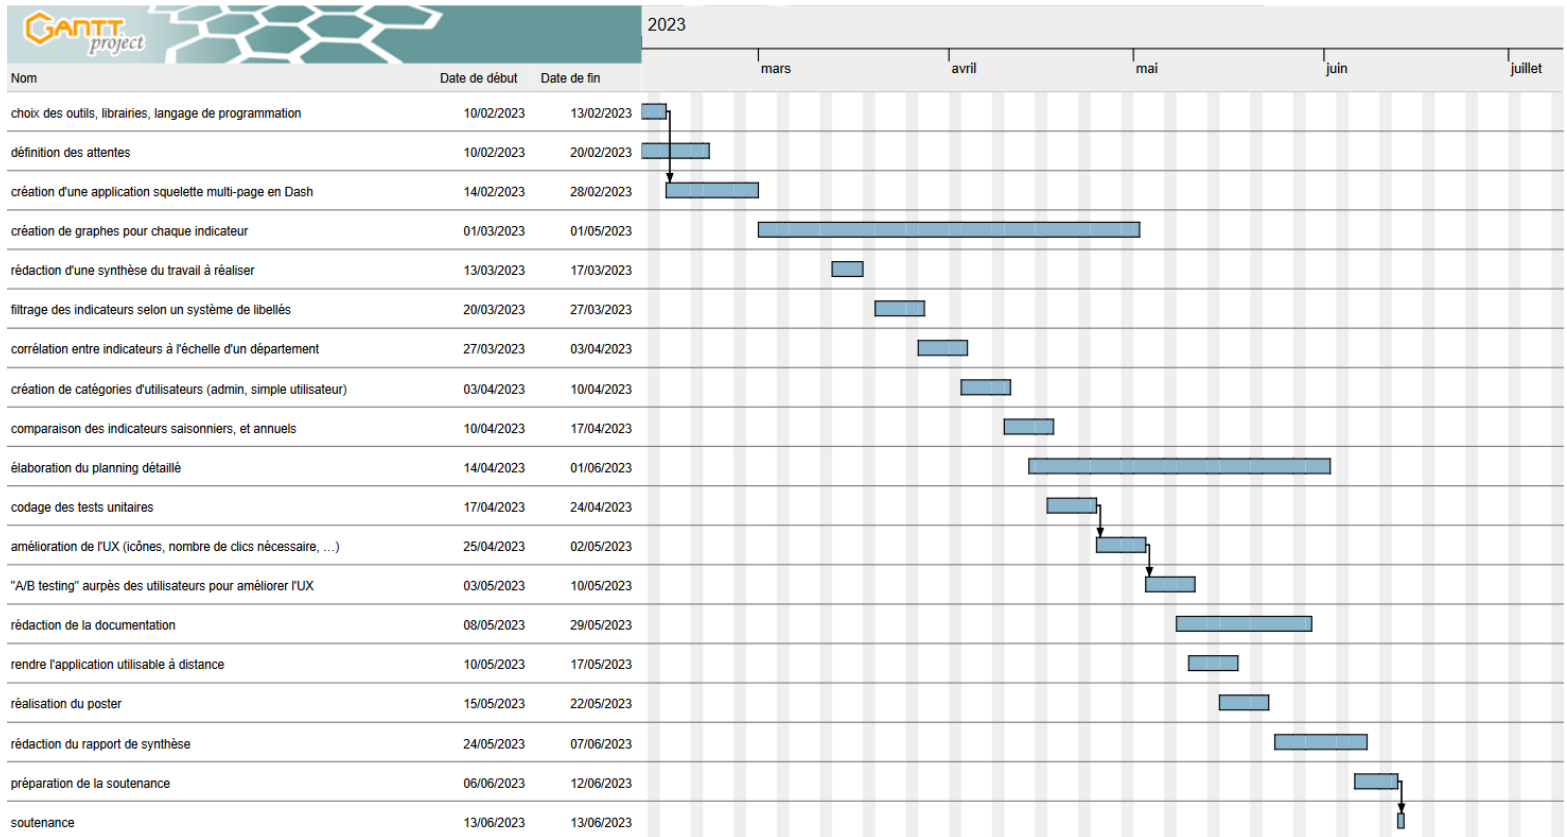 GANTT
project
2023
mars avril mai juin juillet
Nom Date de début Date de fin
choix des outils, librairies, langage de programmation 10/02/2023 13/02/2023
définition des attentes 10/02/2023 20/02/2023
création d'une application squelette multi-page en Dash 14/02/2023 28/02/2023
création de graphes pour chaque indicateur 01/03/2023 01/05/2023
rédaction d'une synthèse du travail à réaliser 13/03/2023 17/03/2023
filtrage des indicateurs selon un système de libellés 20/03/2023 27/03/2023
corrélation entre indicateurs à l'échelle d'un département 27/03/2023 03/04/2023
création de catégories d'utilisateurs (admin, simple utilisateur) 03/04/2023 10/04/2023
comparaison des indicateurs saisonniers, et annuels 10/04/2023 17/04/2023
élaboration du planning détaillé 14/04/2023 01/06/2023
codage des tests unitaires 17/04/2023 24/04/2023
amélioration de l'UX (icônes, nombre de clics nécessaire, …) 25/04/2023 02/05/2023
"A/B testing" aurpès des utilisateurs pour améliorer l'UX 03/05/2023 10/05/2023
rédaction de la documentation 08/05/2023 29/05/2023
rendre l'application utilisable à distance 10/05/2023 17/05/2023
réalisation du poster 15/05/2023 22/05/2023
rédaction du rapport de synthèse 24/05/2023 07/06/2023
préparation de la soutenance 06/06/2023 12/06/2023
soutenance 13/06/2023 13/06/2023